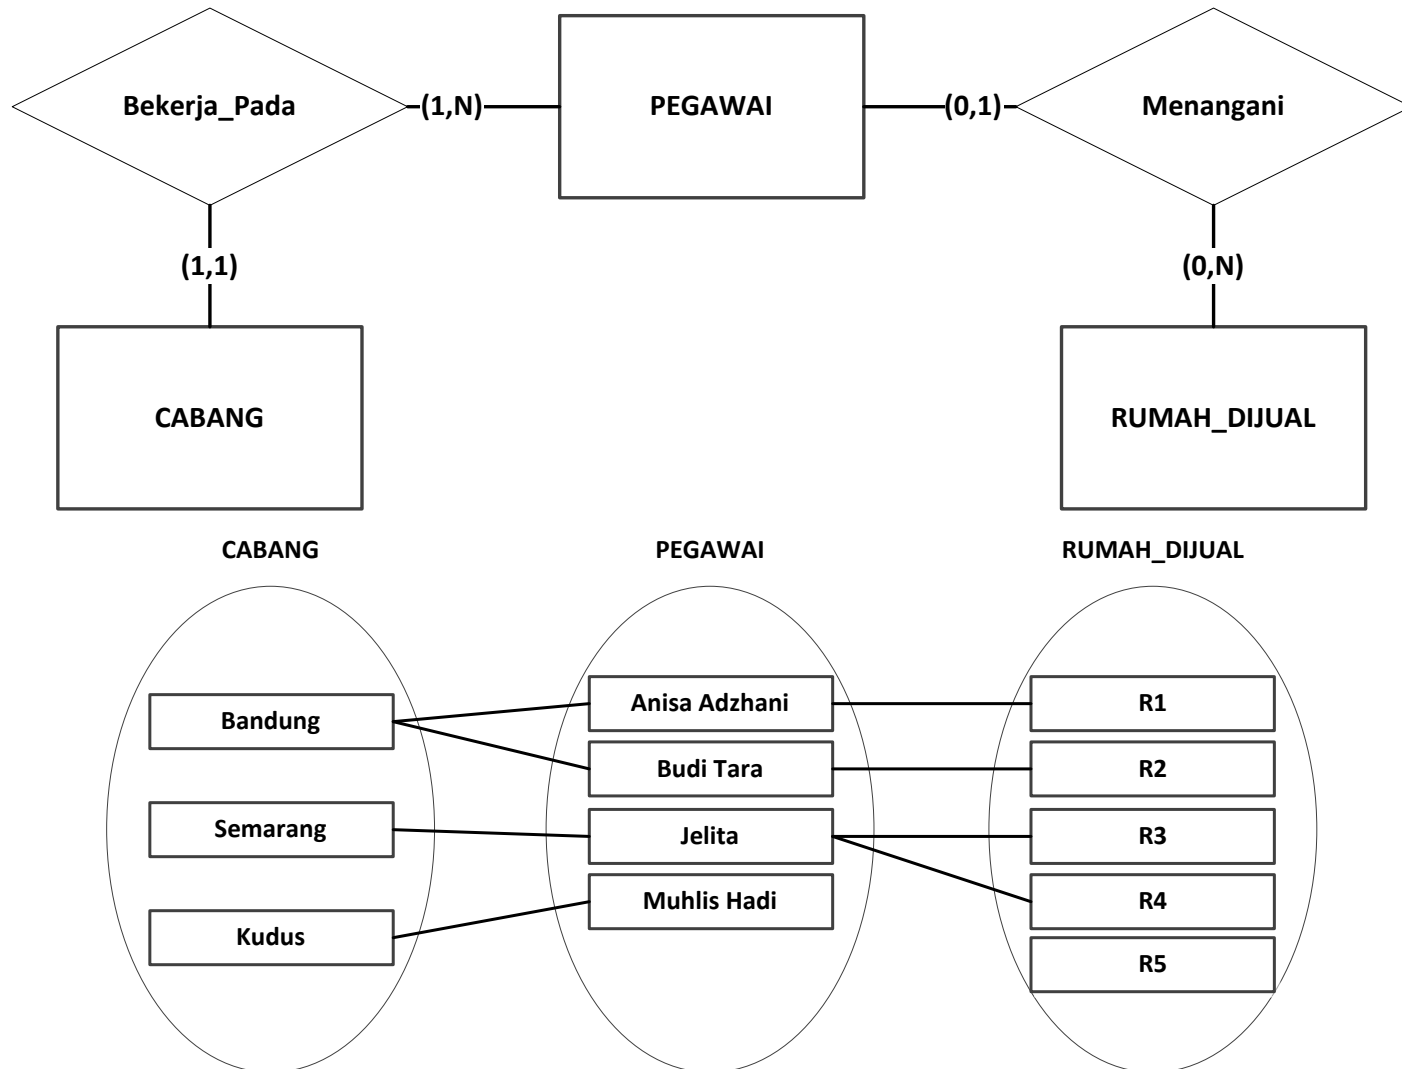 Bekerja_Pada
(1,N)
PEGAWAI
(0,1)
Menangani
(1,1)
(0,N)
CABANG
RUMAH_DIJUAL
CABANG
PEGAWAI
RUMAH_DIJUAL
Bandung
Semarang
Kudus
Anisa Adzhani
Budi Tara
Jelita
Muhlis Hadi
R1
R2
R3
R4
R5